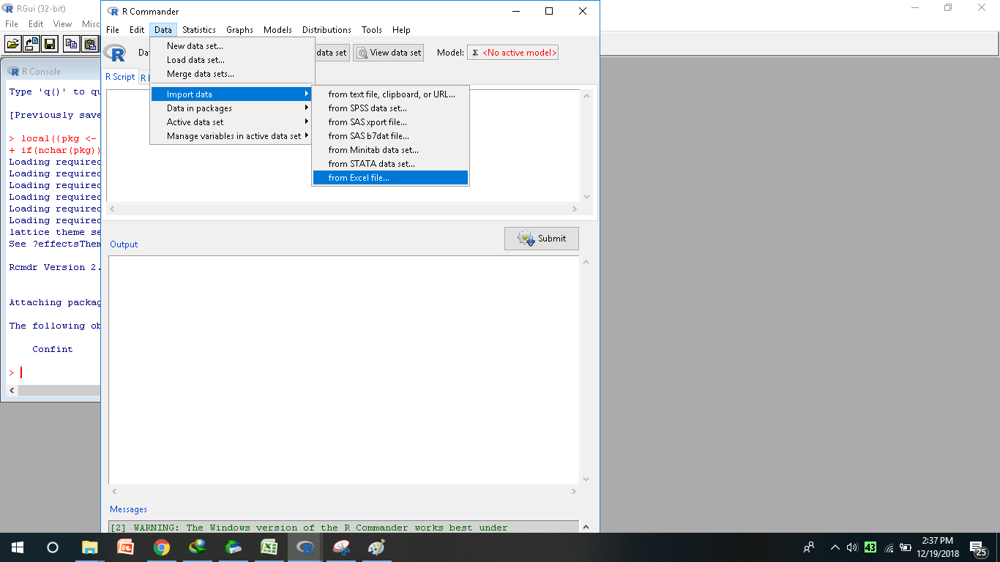 RGui (32-bit)
File Edit View Misc
R Console
Type 'q()' to qu
[Previously save
> local({pkg <-
+ if(nchar(pkg))
Loading required
Loading required
Loading required
Loading required
Loading required
Loading required
lattice theme se
See ?effectsThem
Rcmdr Version 2.
Attaching packag
The following ob
Confint
>
R Commander
File Edit Data Statistics Graphs Models Distributions Tools Help
Da
data set
View data set
Model:
Σ <No active model>
R Script
New data set...
Load data set...
Merge data sets...
Import data
Data in packages
Active data set
Manage variables in active data set
from text file, clipboard, or URL...
from SPSS data set...
from SAS xport file...
from SAS b7dat file...
from Minitab data set...
from STATA data set...
from Excel file...
Submit
Output
Messages
[2] WARNING: The Windows version of the R Commander works best under
43
2:37 PM
12/19/2018
25